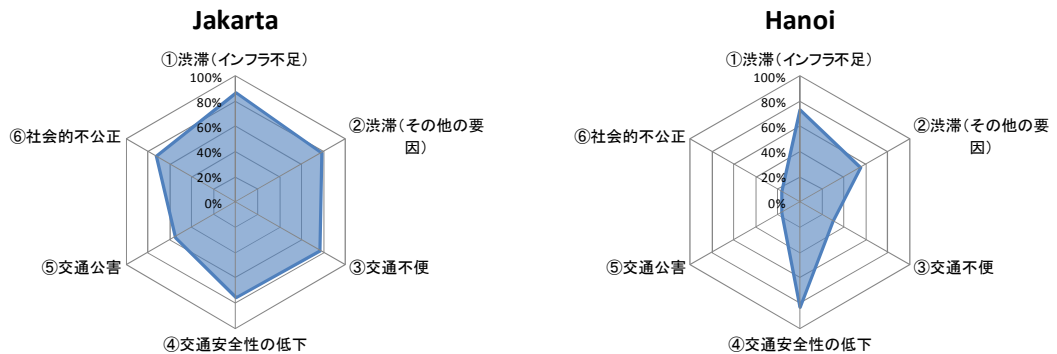 Jakarta
①渋滞（インフラ不足）
100%
80%
60%
40%
20%
0%
②渋滞（その他の要
因）
③交通不便
④交通安全性の低下
⑤交通公害
⑥社会的不公正
Hanoi
①渋滞（インフラ不足）
100%
80%
60%
40%
20%
0%
②渋滞（その他の要
因）
③交通不便
④交通安全性の低下
⑤交通公害
⑥社会的不公正